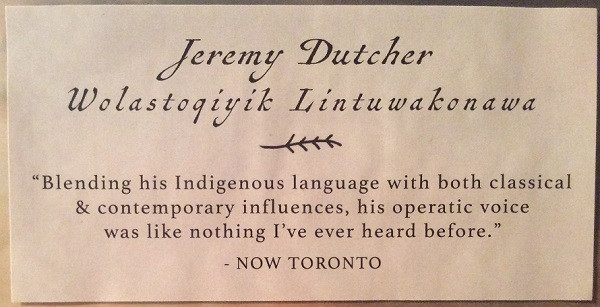 Jeremy Dutcher
Wolastoqiyik Lintuwakonawa
“Blending his Indigenous language with both classical
& contemporary influences, his operatic voice
was like nothing I’ve ever heard before.”
- NOW TORONTO